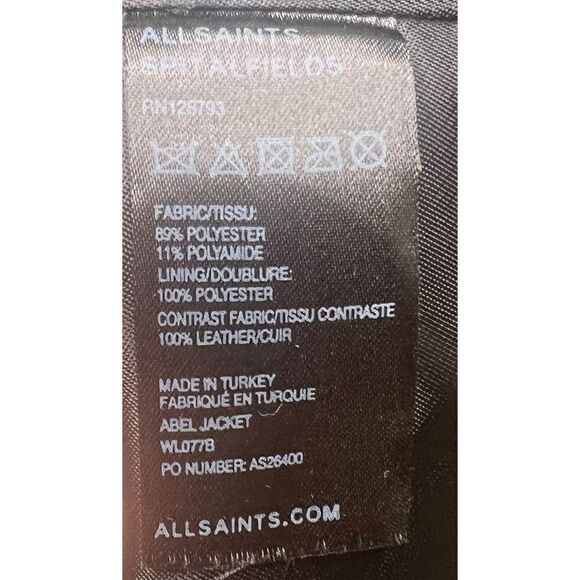 ALLSAINTS
SPITALFIELDS
RN128793
FABRIC/TISSU:
89% POLYESTER
11% POLYAMIDE
LINING/DOUBLURE:
100% POLYESTER
CONTRAST FABRIC/TISSU CONTRASTE
100% LEATHER/CUIR
MADE IN TURKEY
FABRIQUÉ EN TURQUIE
ABEL JACKET
WL077B
PO NUMBER: AS26400
ALLSAINTS.COM